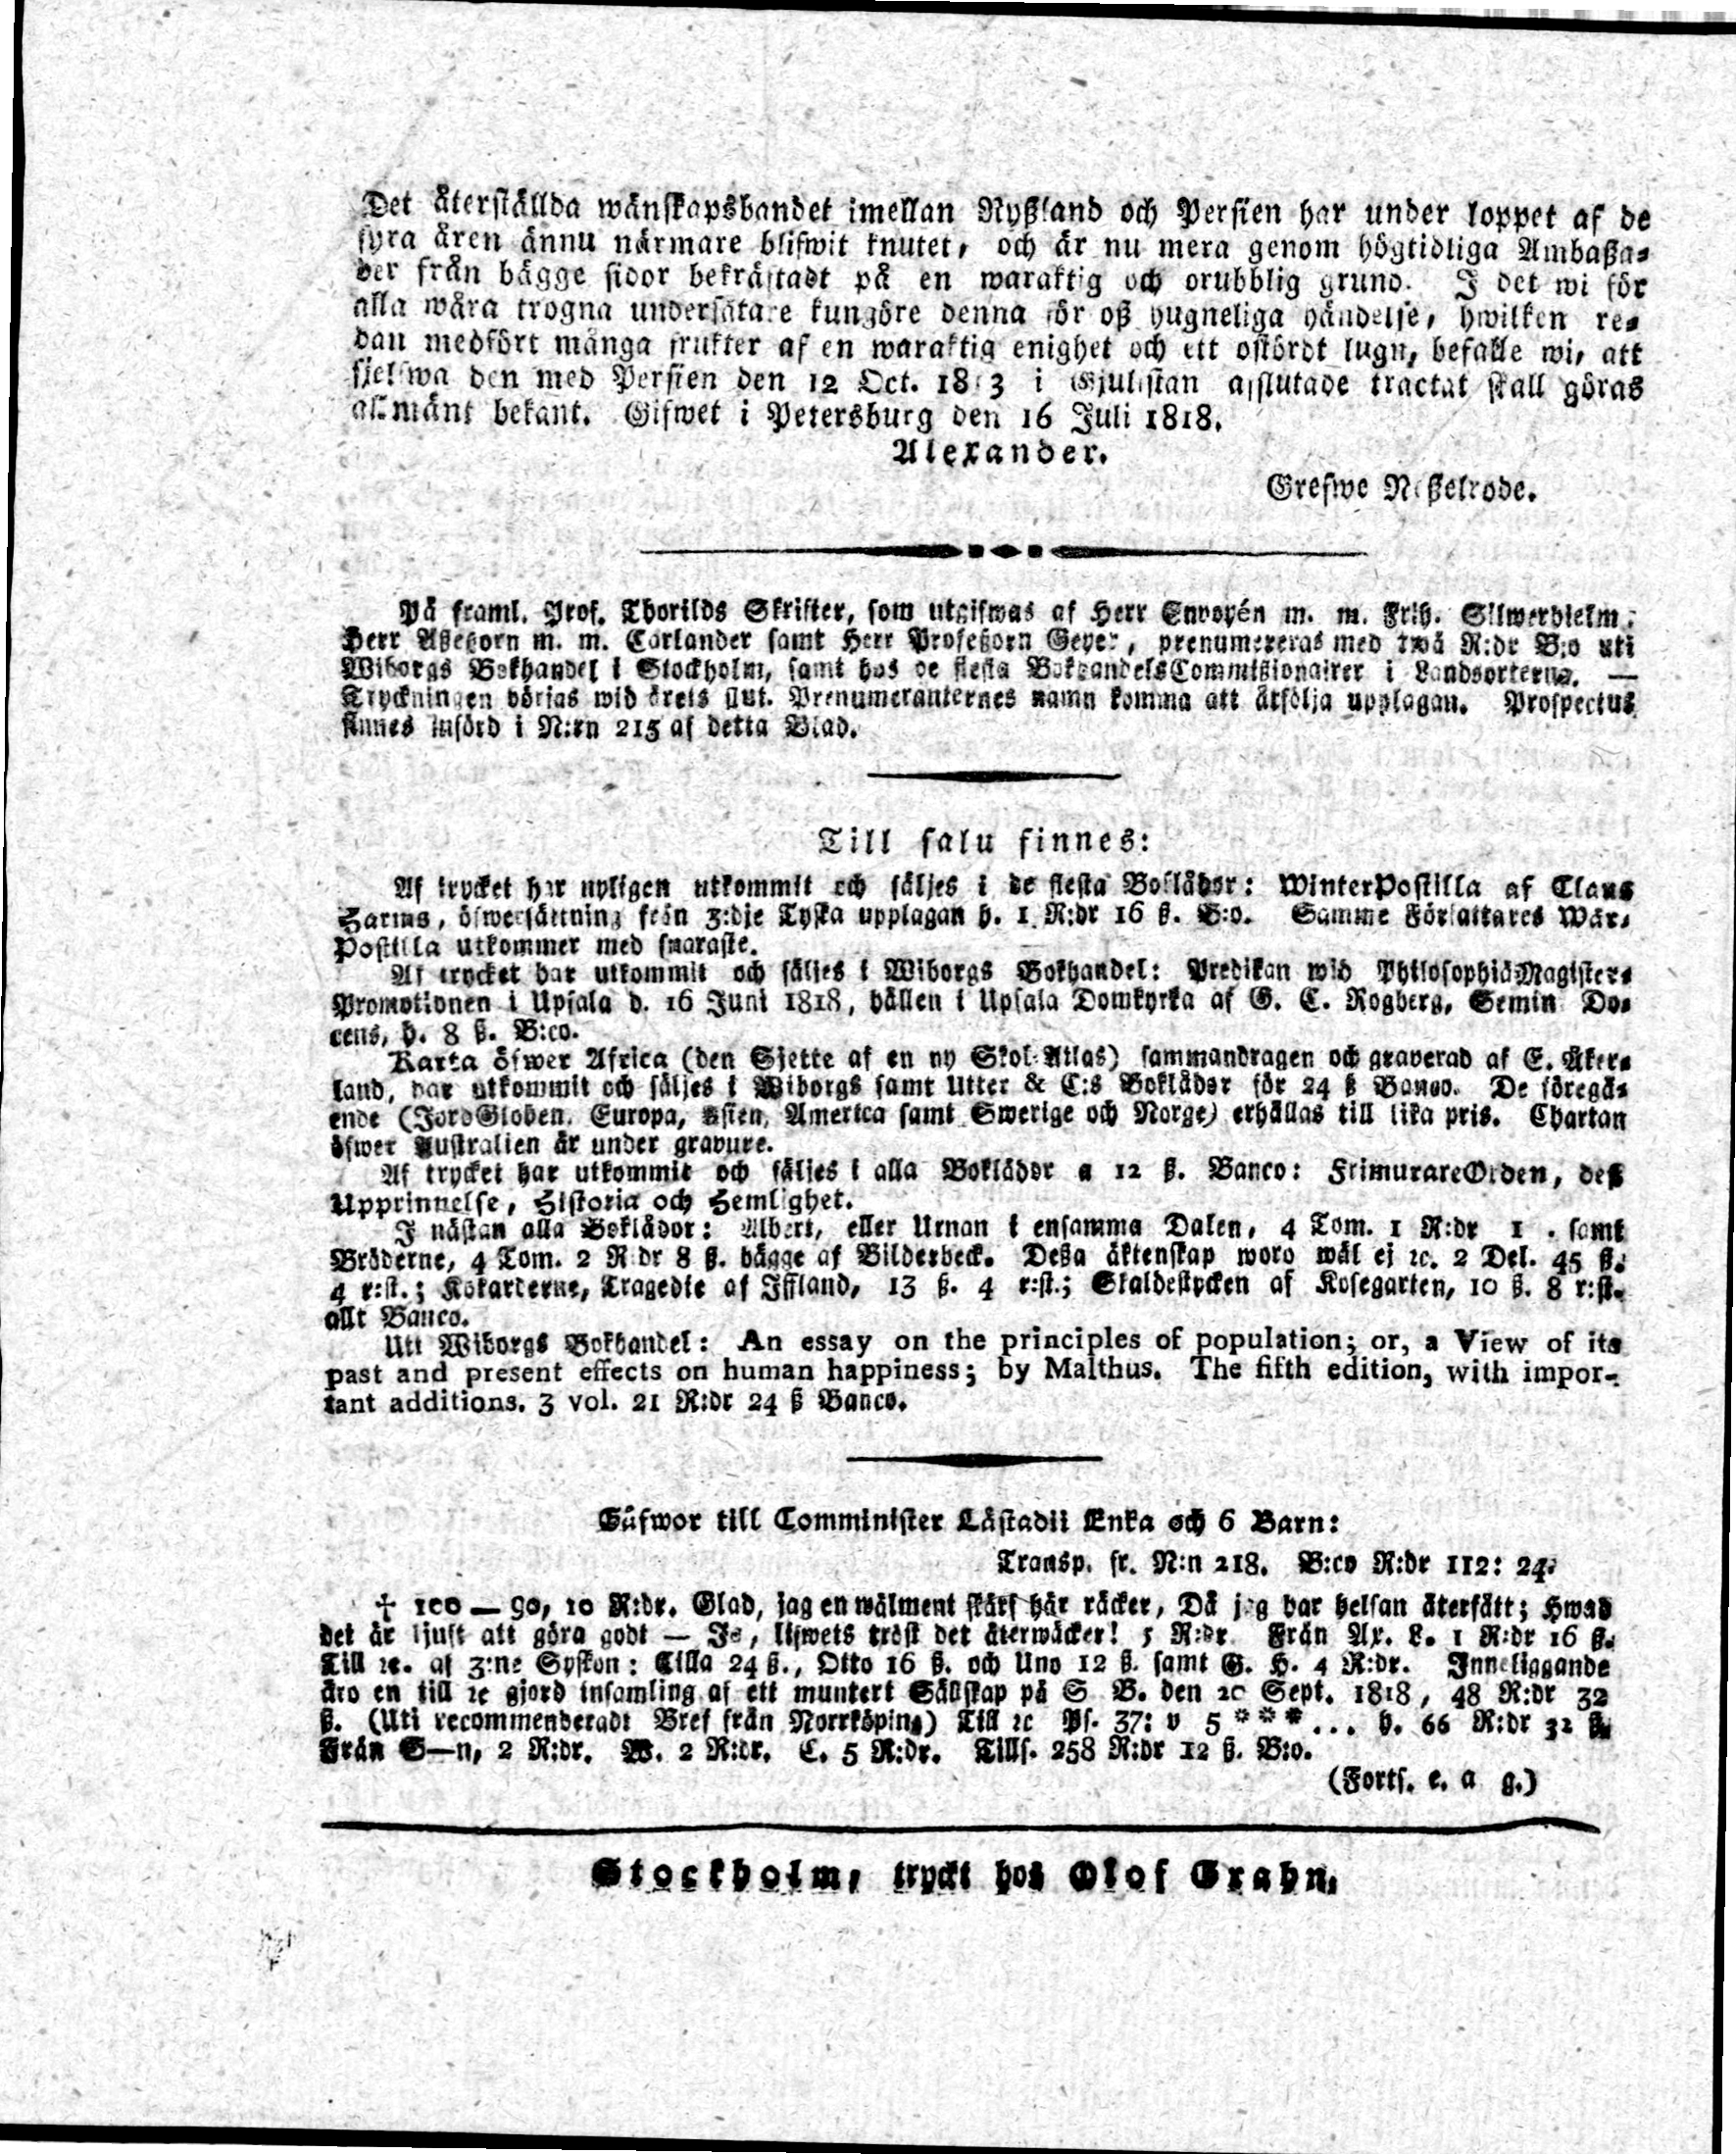 Det återställda wänskapsbandet imellan Ryßland och Persien har under loppet af de
fyra åren ännu närmare blifwit knutet, och är nu mera genom högtidliga Ambaßa-
der från bägge sidor bekräftadt på en waraktig och orubblig grund. I det wi för
alla wåra trogna undersåtare kungöre denna för oß hugneliga händelse, hwilken re-
dan medfört många frukter af en waraktig enighet och ett ostördt lugn, befalle wi, att
sjelfwa den med Persien den 12 Oct. 1813 i Gjulistan afslutade tractat skall göras
allmänt bekant. Gifwet i Petersburg den 16 Juli 1818.
Alexander.
Grefwe Neßelrode.
På framl. Prof. Thorilds Skrifter, som utgifwas af Herr Envoyén m. m. Frih. Silwerhjelm,
Herr Aßeßorn m. m. Carlander samt Herr Profeßorn Geyer, prenumereras med twå R:dr B:o uti
Wiborgs Bokhandel i Stockholm, samt hos de flesta BokhandelsCommißionairer i Landsorterna. —
Tryckningen börjas wid årets slut. Prenumeranternes namn komma att åtfölja upplagan. Prospectus
finnes införd i N:rn 215 af detta Blad.
Till salu finnes:
Af trycket har nyligen utkommit och säljes i de flesta Boklådor: WinterPostilla af Claus
Harms, öfwersättning från 3:dje Tyska upplagan h. 1 R:dr 16 ß. B:o. Samme Författares Wår-
Postilla utkommer med snaraste.
Af trycket har utkommit och säljes i Wiborgs Bokhandel: Predikan wid PhilosophiäMagister-
Promotionen i Upsala d. 16 Juni 1818, hållen i Upsala Domkyrka af G. C. Rogberg, Semin Do-
cens, h. 8 ß. B:co.
Karta öfwer Africa (den Sjette af en ny Skol-Atlas) sammandragen och graverad af E. Åker-
land, har utkommit och säljes i Wiborgs samt Utter & C:s Boklådor för 24 ß Banco. De föregå-
ende (JordGloben, Europa, Asien, America samt Swerige och Norge) erhållas till lika pris. Chartan
öfwer Australien är under gravure.
Af trycket har utkommit och säljes i alla Boklådor a 12 ß. Banco: FrimurareOrden, deß
Upprinnelse, Historia och Hemlighet.
I nästan alla Boklådor: Albert, eller Urnan i ensamma Dalen, 4 Tom. 1 R:dr 1 . samt
Bröderne, 4 Tom. 2 R:dr 8 ß. bägge af Bilderbeck. Deßa äktenskap woro wäl ej ꝛc. 2 Del. 45 ß.
4 r:st.; Kokarderne, Tragedie af Iffland, 13 ß. 4 r:st.; Skaldestycken af Kosegarten, 10 ß. 8 r:st.
allt Banco.
Uti Wiborgs Bokhandel: An essay on the principles of population; or, a View of its
past and present effects on human happiness; by Malthus. The fifth edition, with impor-
tant additions. 3 vol. 21 R:dr 24 ß Banco.
Gåfwor till Comminister Lästadii Enka och 6 Barn:
Transp. fr. N:n 218. B:co R:dr 112: 24.
† 100 — 90, 10 R:dr. Glad, jag en wälment skärf här räcker, Då jag har helsan återfått; Hwad
det är ljuft att göra godt — Ja, lifwets tröst det återwäcker! 5 R:dr. Från Ax. L. 1 R:dr 16 ß.
Till ꝛc. af 3:ne Syskon: Cilla 24 ß., Otto 16 ß. och Uno 12 ß. samt G. H. 4 R:dr. Inneliggande
äro en till ꝛc gjord insamling af ett muntert Sällskap på S B. den 20 Sept. 1818, 48 R:dr 32
ß. (Uti recommenderadt Bref från Norrköping) Till ꝛc Ps. 37: v 5 * * * ... h. 66 R:dr 32 ß.
Från S—n, 2 R:dr. W. 2 R:dr. C. 5 R:dr. Tills. 258 R:dr 12 ß. B:o.
(Forts. e. a g.)
Stockholm, tryckt hos Olof Grahn,